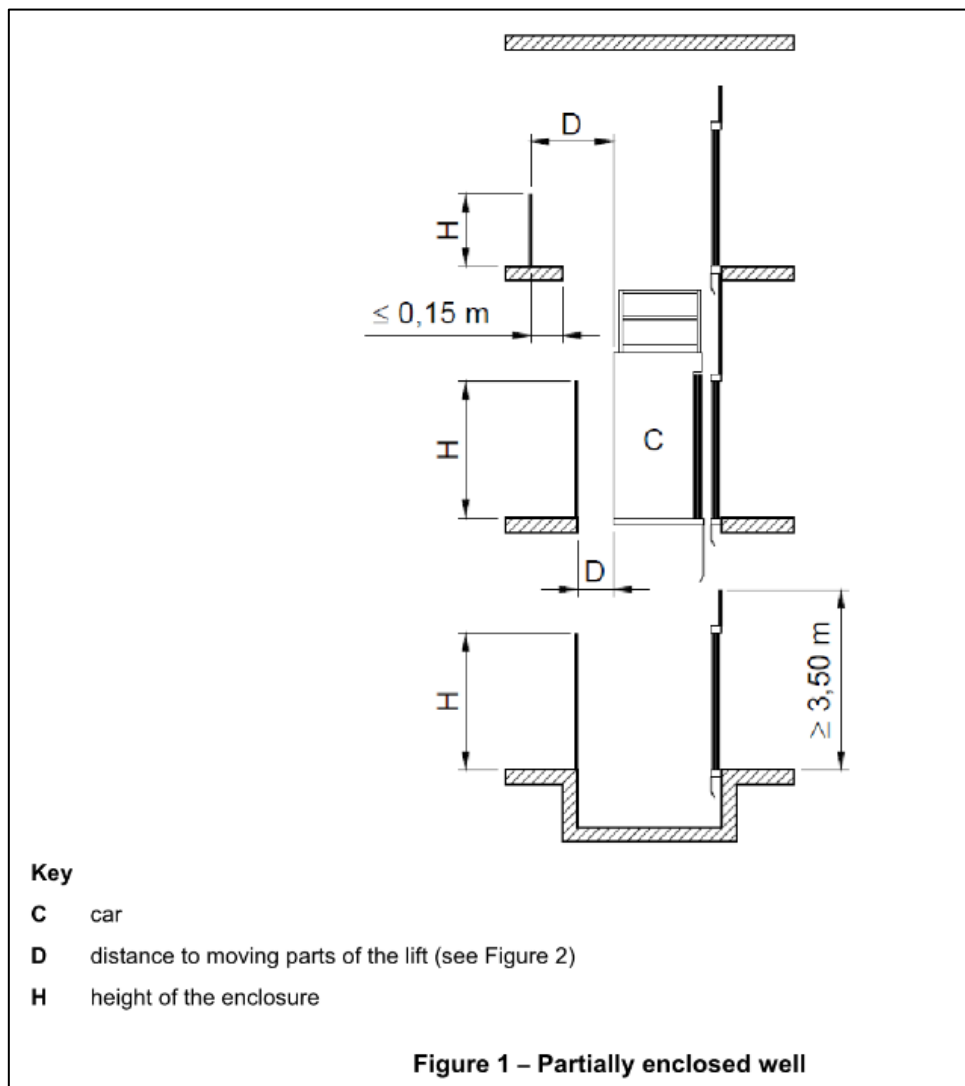 D
H
≤ 0,15 m
H
C
D
H
≥ 3,50 m
Key
C car
D distance to moving parts of the lift (see Figure 2)
H height of the enclosure
Figure 1 – Partially enclosed well